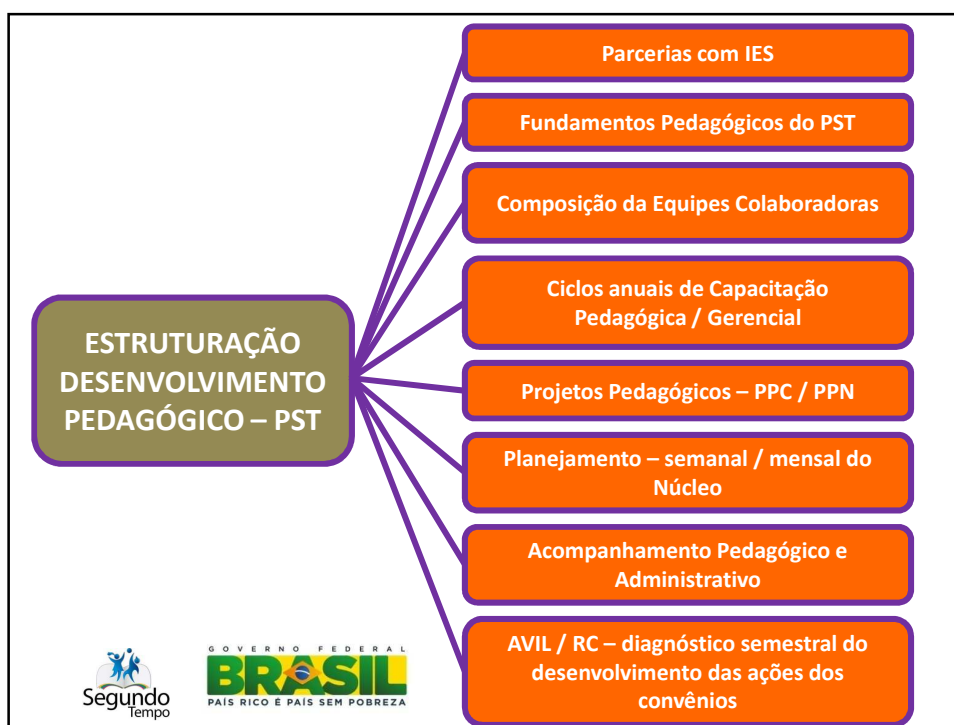 Parcerias com IES
Fundamentos Pedagógicos do PST
Composição da Equipes Colaboradoras
Ciclos anuais de Capacitação
Pedagógica / Gerencial
ESTRUTURAÇÃO
DESENVOLVIMENTO
PEDAGÓGICO – PST
Projetos Pedagógicos – PPC / PPN
Planejamento – semanal / mensal do
Núcleo
Acompanhamento Pedagógico e
Administrativo
AVIL / RC – diagnóstico semestral do
desenvolvimento das ações dos
convênios
Segundo
Tempo
GOVERNO FEDERAL
BRASIL
PAÍS RICO É PAÍS SEM POBREZA